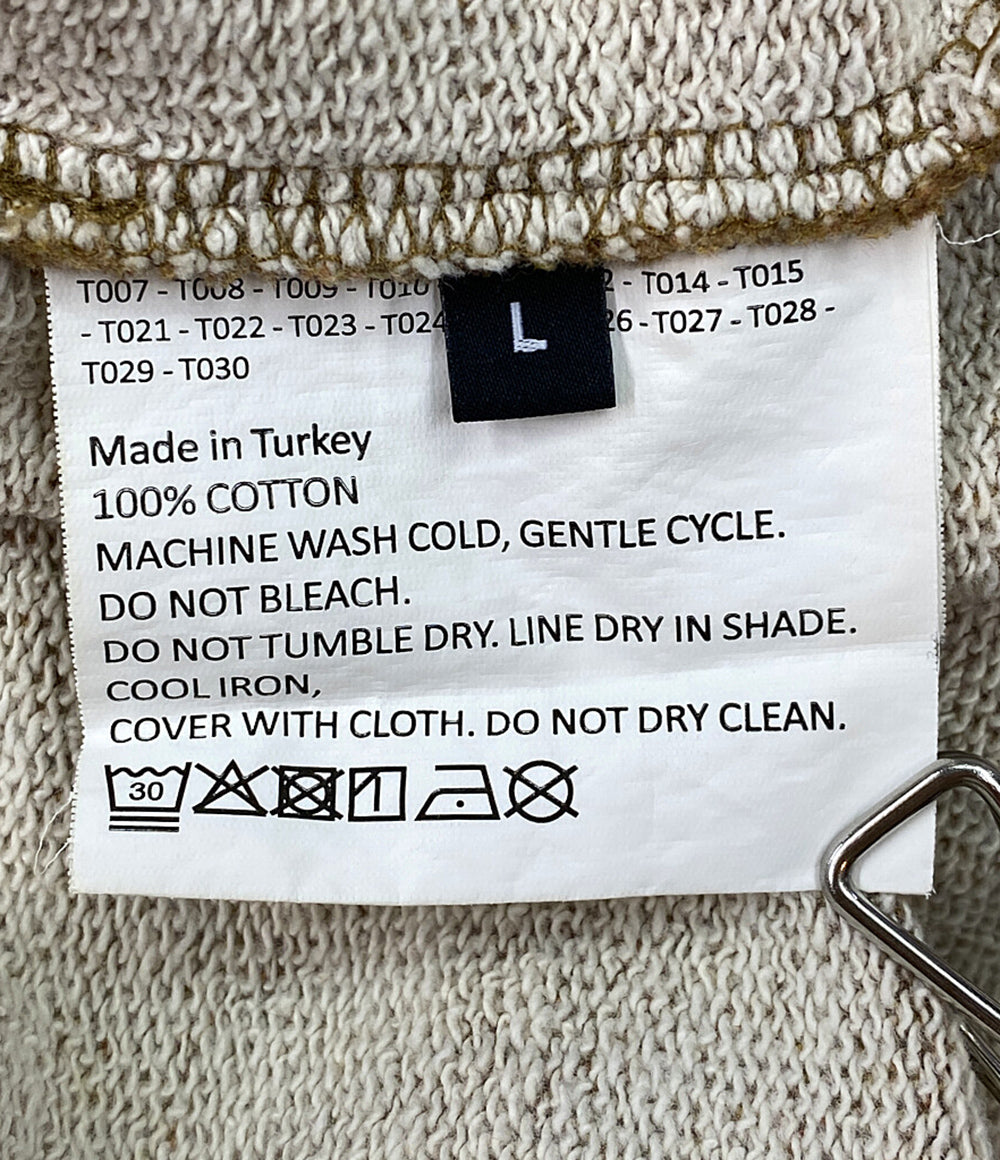 T007 - T008 - T009 - T010 - T014 - T015
- T021 - T022 - T023 - T024 - T027 - T028 -
T029 - T030
L
Made in Turkey
100% COTTON
MACHINE WASH COLD, GENTLE CYCLE.
DO NOT BLEACH.
DO NOT TUMBLE DRY. LINE DRY IN SHADE.
COOL IRON,
COVER WITH CLOTH. DO NOT DRY CLEAN.
30